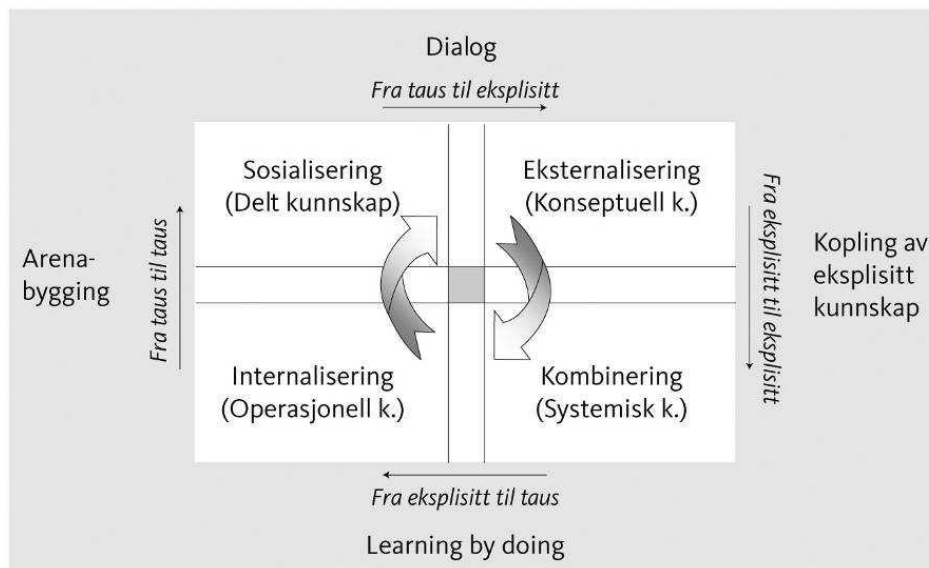 Dialog
Fra taus til eksplisitt
Sosialisering
(Delt kunnskap)
Eksternalisering
(Konseptuell k.)
Arena-
bygging
Fra taus til taus
Fra eksplisitt til eksplisitt
Kopling av
eksplisitt
kunnskap
Internalisering
(Operasjonell k.)
Kombinering
(Systemisk k.)
Fra eksplisitt til taus
Learning by doing